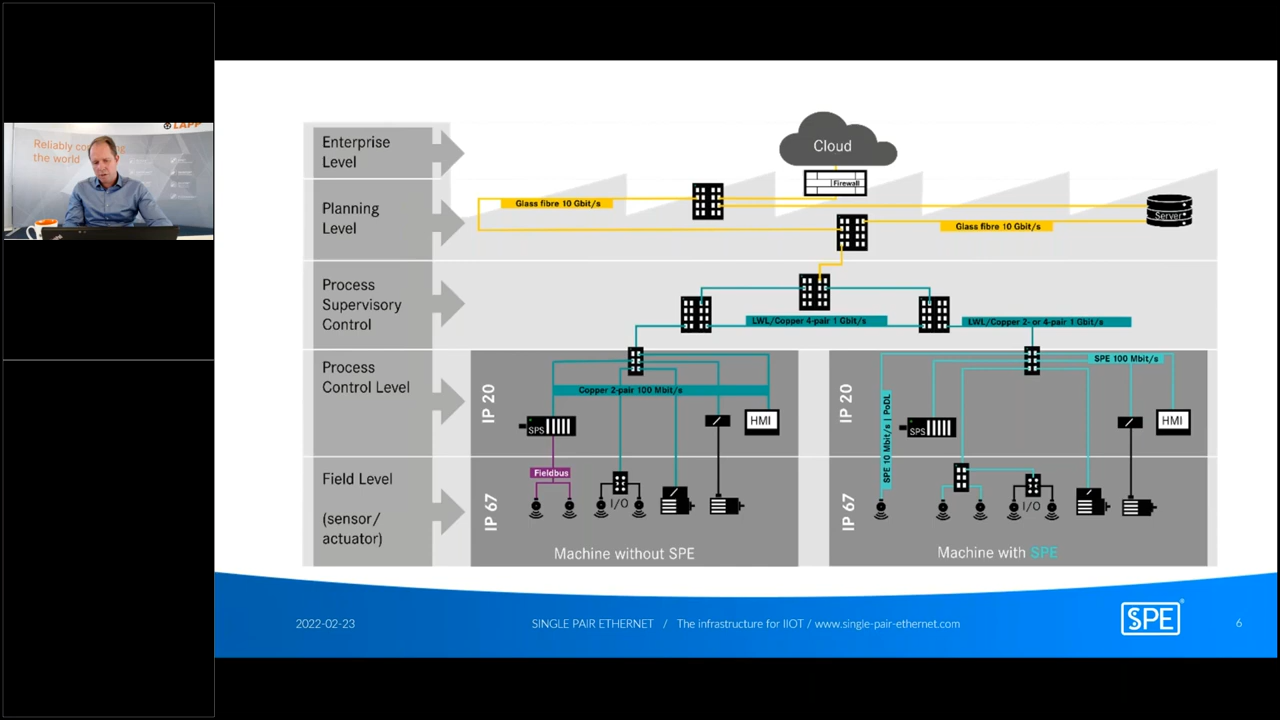 LAPP
Reliably
the world
Enterprise
Level
Cloud
Firewall
Planning
Level
Glass fibre 10 Gbit/s
Server
Glass fibre 10 Gbit/s
Process
Supervisory
Control
LWL/Copper 4-pair 1 Gbit/s
LWL/Copper 2- or 4-pair 1 Gbit/s
Process
Control Level
IP 20
Copper 2-pair 100 Mbit/s
SPS
HMI
IP 20
SPE 100 Mbit/s
SPE 10 Mbit/s | PoDL
SPS
HMI
Field Level
(sensor/
actuator)
IP 67
Fieldbus
I/O
Machine without SPE
IP 67
I/O
Machine with SPE
2022-02-23
SINGLE PAIR ETHERNET / The infrastructure for IIOT / www.single-pair-ethernet.com
SPE®
6